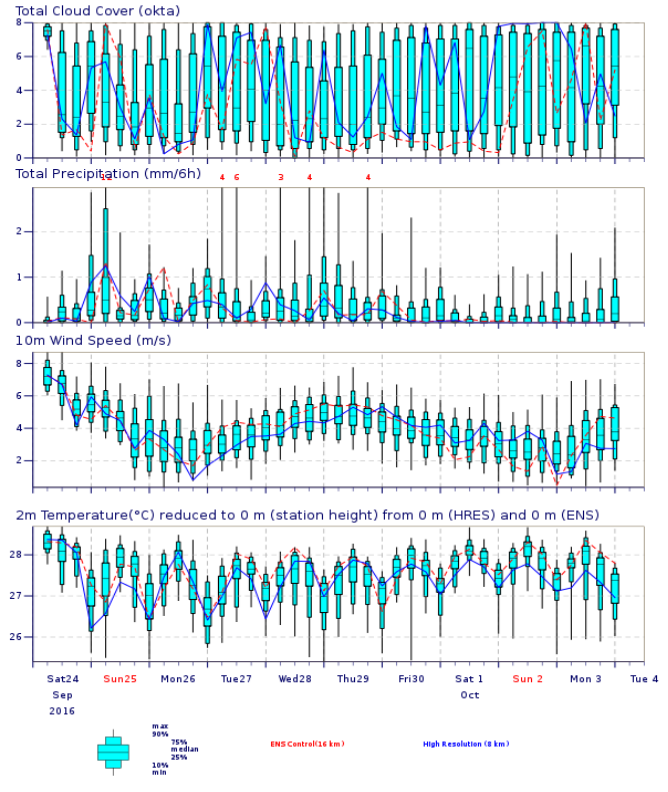 Total Cloud Cover (okta)
8
6
4
2
0
Total Precipitation (mm/6h)
4 6 3 4 4
2
1
0
10m Wind Speed (m/s)
8
6
4
2
2m Temperature(°C) reduced to 0 m (station height) from 0 m (HRES) and 0 m (ENS)
28
27
26
Sat24 Sun25 Mon26 Tue27 Wed28 Thu29 Fri30 Sat 1 Sun 2 Mon 3 Tue 4
Sep Oct
2016
max
90%
75%
median
25%
10%
min
ENS Control(16 km)
High Resolution (8 km)